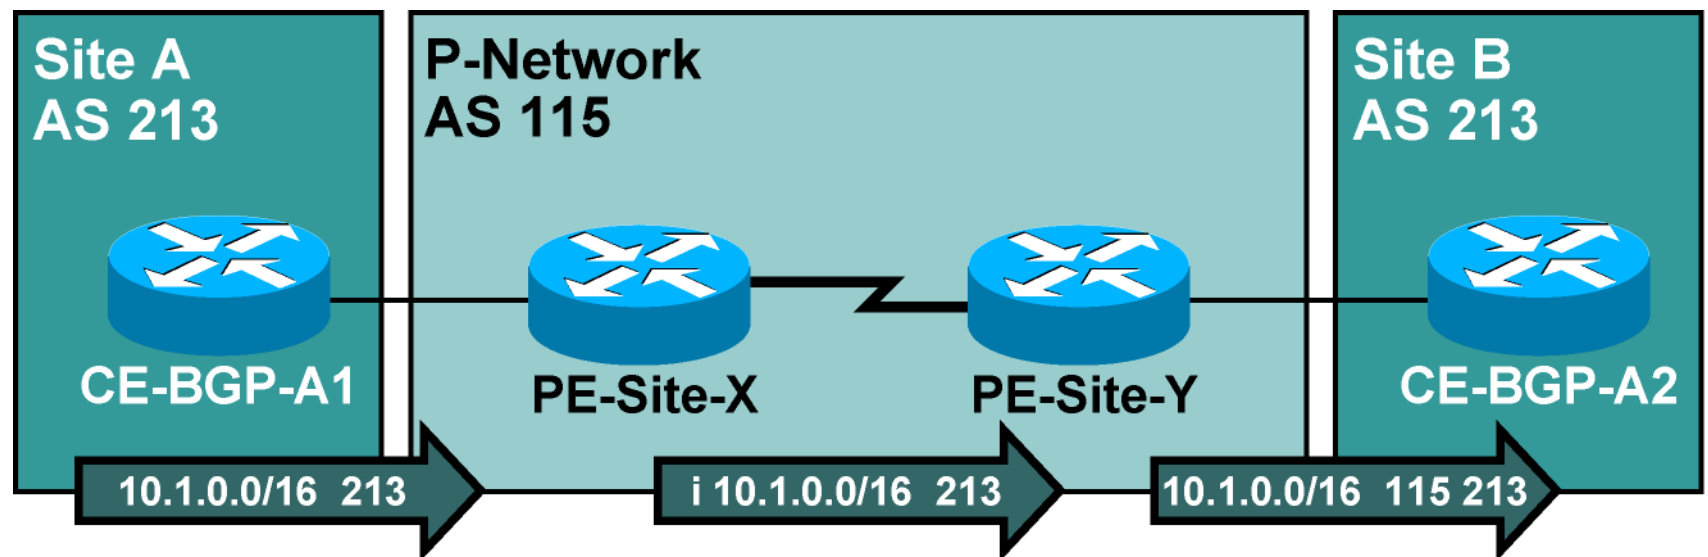 Site A
AS 213
P-Network
AS 115
Site B
AS 213
CE-BGP-A1
PE-Site-X
PE-Site-Y
CE-BGP-A2
10.1.0.0/16 213
i 10.1.0.0/16 213
10.1.0.0/16 115 213